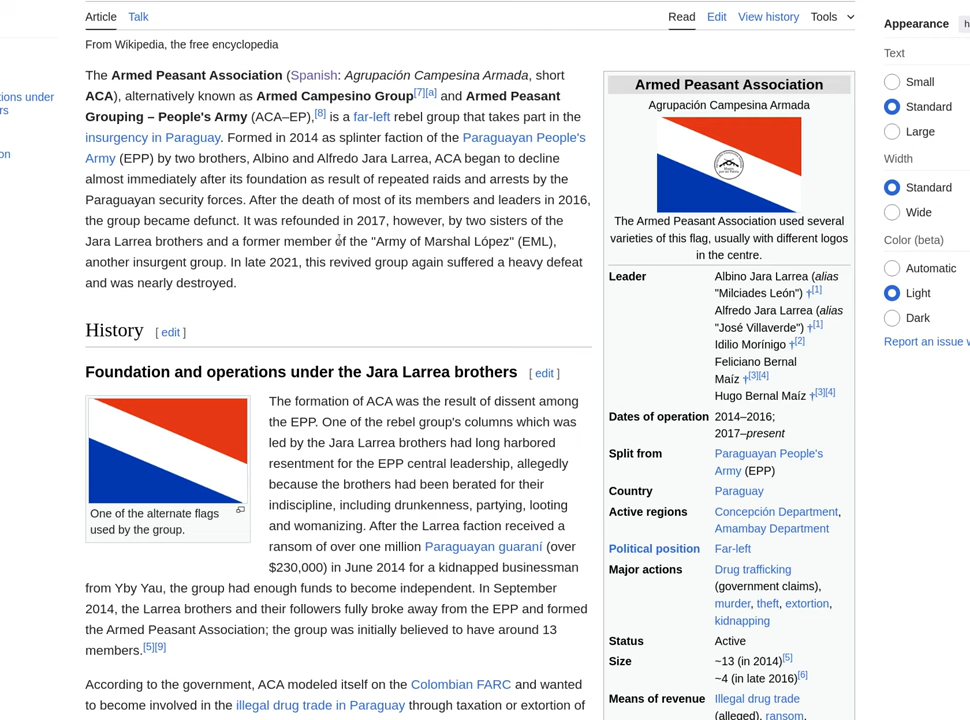 Article
Talk
Read
Edit
View history
Tools
From Wikipedia, the free encyclopedia
The Armed Peasant Association (Spanish: Agrupación Campesina Armada, short
ACA), alternatively known as Armed Campesino Group[7][a] and Armed Peasant
Grouping – People's Army (ACA–EP),[8] is a far-left rebel group that takes part in the
insurgency in Paraguay. Formed in 2014 as splinter faction of the Paraguayan People's
Army (EPP) by two brothers, Albino and Alfredo Jara Larrea, ACA began to decline
almost immediately after its foundation as result of repeated raids and arrests by the
Paraguayan security forces. After the death of most of its members and leaders in 2016,
the group became defunct. It was refounded in 2017, however, by two sisters of the
Jara Larrea brothers and a former member of the "Army of Marshal López" (EML),
another insurgent group. In late 2021, this revived group again suffered a heavy defeat
and was nearly destroyed.
History [ edit ]
Foundation and operations under the Jara Larrea brothers [ edit ]
One of the alternate flags
used by the group.
The formation of ACA was the result of dissent among
the EPP. One of the rebel group's columns which was
led by the Jara Larrea brothers had long harbored
resentment for the EPP central leadership, allegedly
because the brothers had been berated for their
indiscipline, including drunkenness, partying, looting
and womanizing. After the Larrea faction received a
ransom of over one million Paraguayan guaraní (over
$230,000) in June 2014 for a kidnapped businessman
from Yby Yau, the group had enough funds to become independent. In September
2014, the Larrea brothers and their followers fully broke away from the EPP and formed
the Armed Peasant Association; the group was initially believed to have around 13
members.[5][9]
According to the government, ACA modeled itself on the Colombian FARC and wanted
to become involved in the illegal drug trade in Paraguay through taxation or extortion of
Armed Peasant Association
Agrupación Campesina Armada
The Armed Peasant Association used several
varieties of this flag, usually with different logos
in the centre.
Leader
Albino Jara Larrea (alias
"Milciades León") †[1]
Alfredo Jara Larrea (alias
"José Villaverde") †[1]
Idilio Morínigo †[2]
Feliciano Bernal
Maíz †[3][4]
Hugo Bernal Maíz †[3][4]
Dates of operation 2014–2016;
2017–present
Split from Paraguayan People's
Army (EPP)
Country Paraguay
Active regions Concepción Department,
Amambay Department
Political position Far-left
Major actions Drug trafficking
(government claims),
murder, theft, extortion,
kidnapping
Status Active
Size ~13 (in 2014)[5]
~4 (in late 2016)[6]
Means of revenue Illegal drug trade
(alleged), ransom,
tions under
rs
on
Appearance h
Text
Small
Standard
Large
Width
Standard
Wide
Color (beta)
Automatic
Light
Dark
Report an issue w